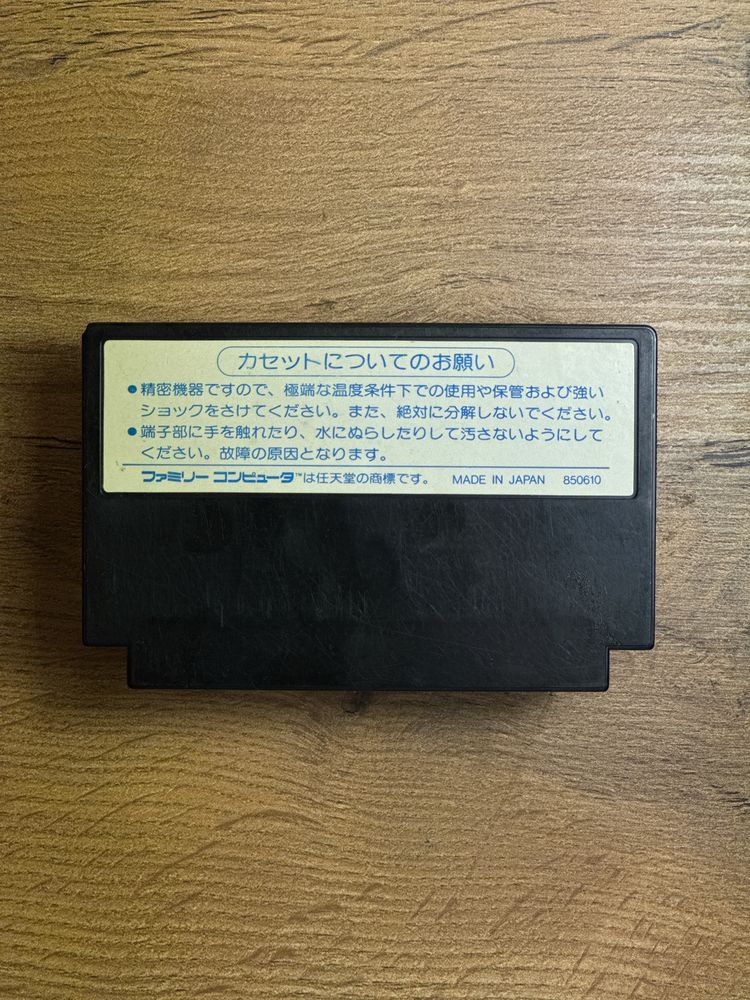 カセットについてのお願い
●精密機器ですので、極端な温度条件下での使用や保管および強い
ショックをさけてください。また、絶対に分解しないでください。
●端子部に手を触れたり、水にぬらしたりして汚さないようにして
ください。故障の原因となります。
ファミリー コンピュータ™は任天堂の商標です。 MADE IN JAPAN 850610